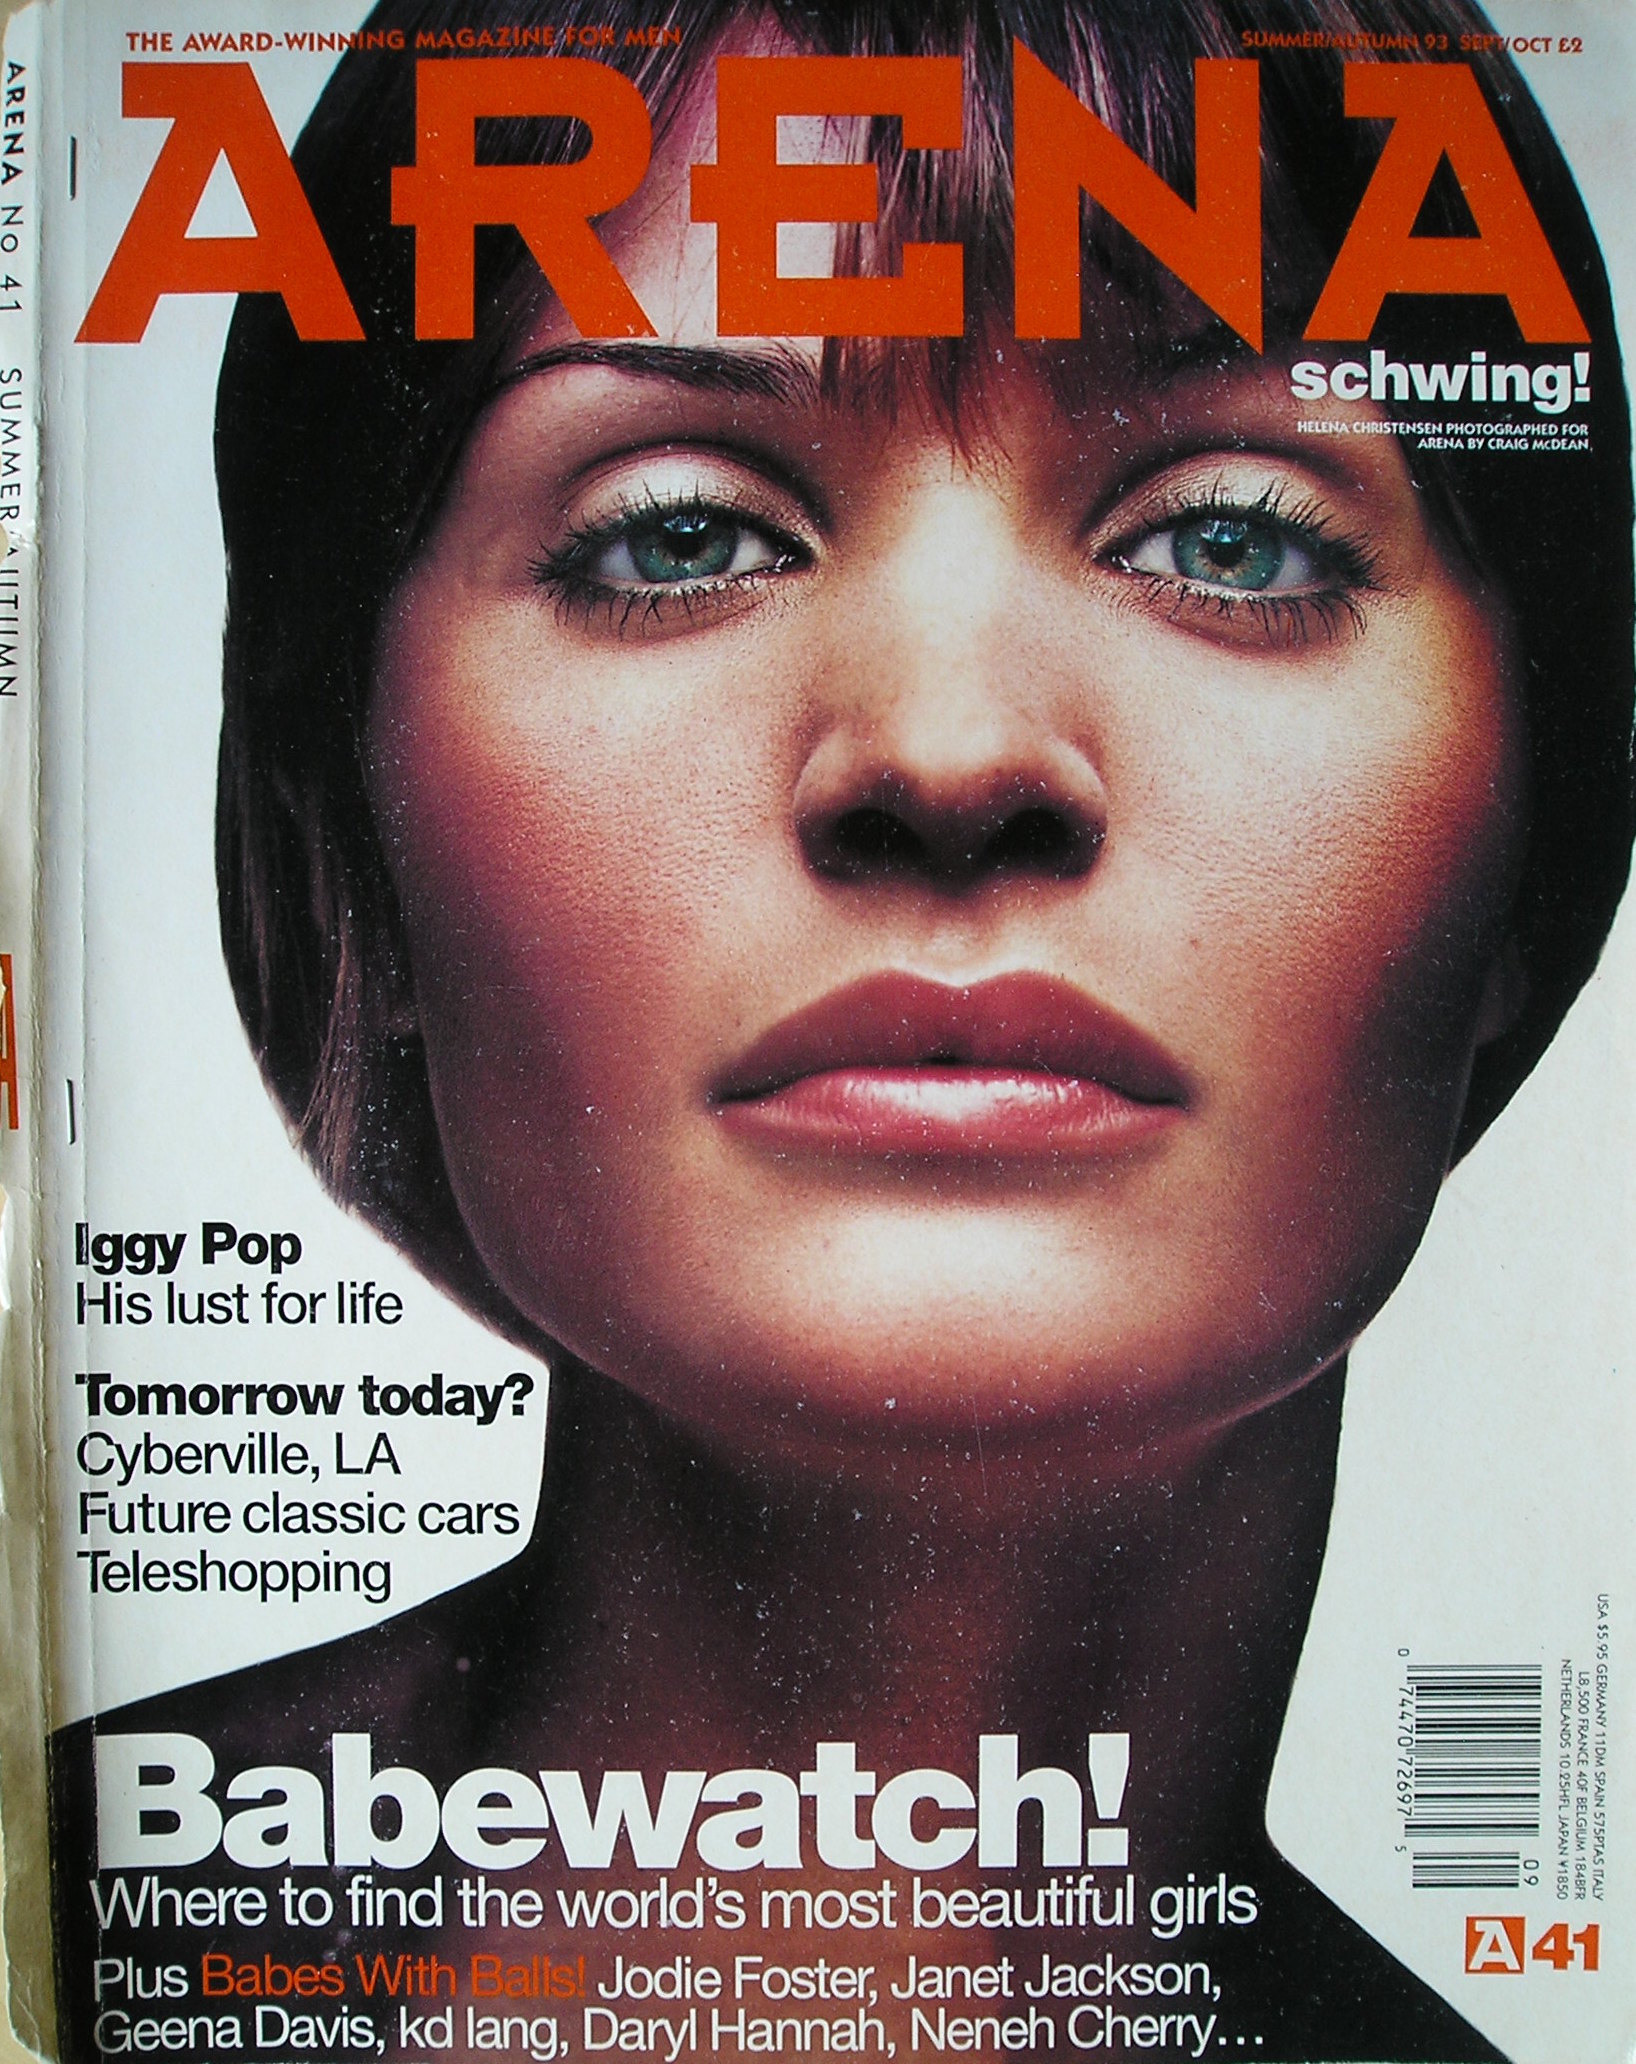 THE AWARD-WINNING MAGAZINE FOR MEN
SUMMER/AUTUMN 93 SEPT/OCT £2
ARENA
schwing!
HELENA CHRISTENSEN PHOTOGRAPHED FOR
ARENA BY CRAIG McDEAN
ARENA No 41 SUMMER/AUTUMN
A
Iggy Pop
His lust for life
Tomorrow today?
Cyberville, LA
Future classic cars
Teleshopping
Babewatch!
Where to find the world's most beautiful girls
Plus Babes With Balls! Jodie Foster, Janet Jackson,
Geena Davis, kd lang, Daryl Hannah, Neneh Cherry...
USA $5.95 GERMANY 11DM SPAIN 575PTAS ITALY
L8,500 FRANCE 40F BELGIUM 184BFR
NETHERLANDS 10.25HFL JAPAN ¥1850
0 74470 72697 5
09
A 41